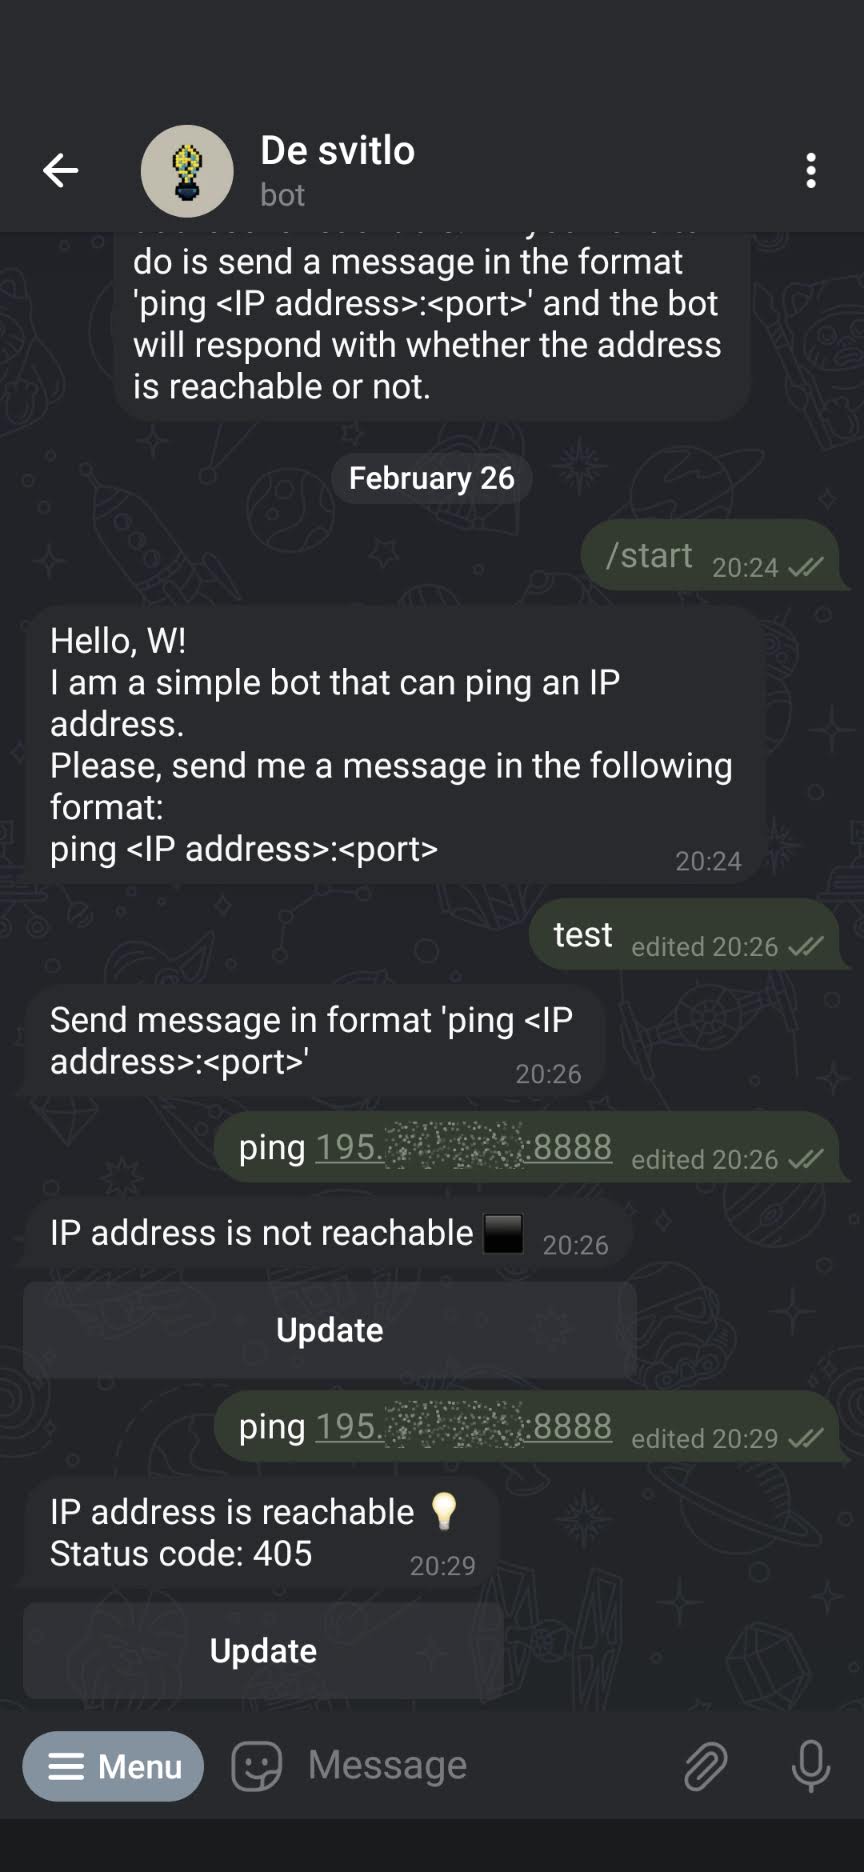 De svitlo
bot
do is send a message in the format
'ping <IP address>:<port>' and the bot
will respond with whether the address
is reachable or not.
February 26
/start 20:24
Hello, W!
I am a simple bot that can ping an IP
address.
Please, send me a message in the following
format:
ping <IP address>:<port>
20:24
test edited 20:26
Send message in format 'ping <IP
address>:<port>'
20:26
ping 195. :8888 edited 20:26
IP address is not reachable 20:26
Update
ping 195. :8888 edited 20:29
IP address is reachable 💡
Status code: 405 20:29
Update
Menu Message